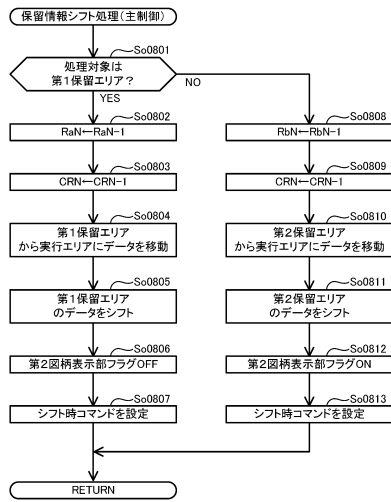 保留情報シフト処理(主制御)
So0801
処理対象は
第1保留エリア?
YES
NO
So0802
RaN←RaN-1
So0803
CRN←CRN-1
So0804
第1保留エリア
から実行エリアにデータを移動
So0805
第1保留エリア
のデータをシフト
So0806
第2図柄表示部フラグOFF
So0807
シフト時コマンドを設定
So0808
RbN←RbN-1
So0809
CRN←CRN-1
So0810
第2保留エリア
から実行エリアにデータを移動
So0811
第2保留エリア
のデータをシフト
So0812
第2図柄表示部フラグON
So0813
シフト時コマンドを設定
RETURN